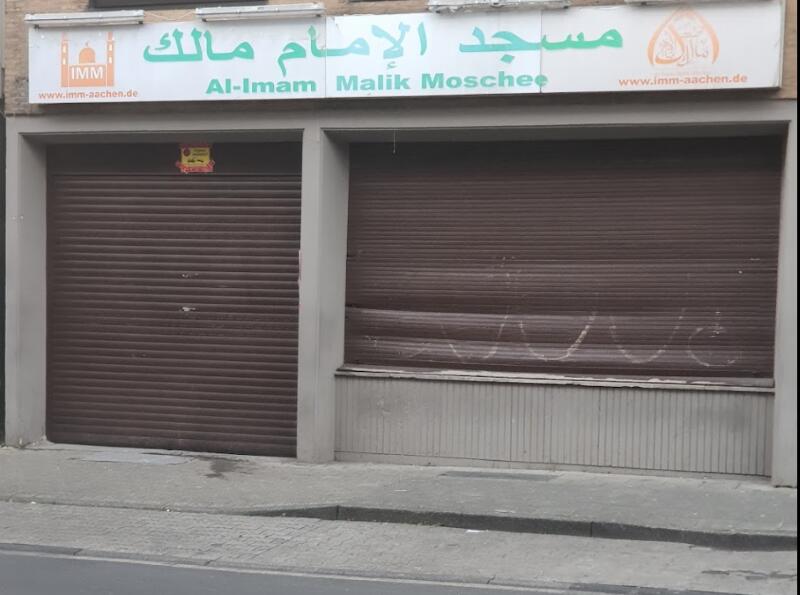 مسجد الإمام مالك
Al-Imam Malik Moschee
IMM
www.imm-aachen.de
www.imm-aachen.de